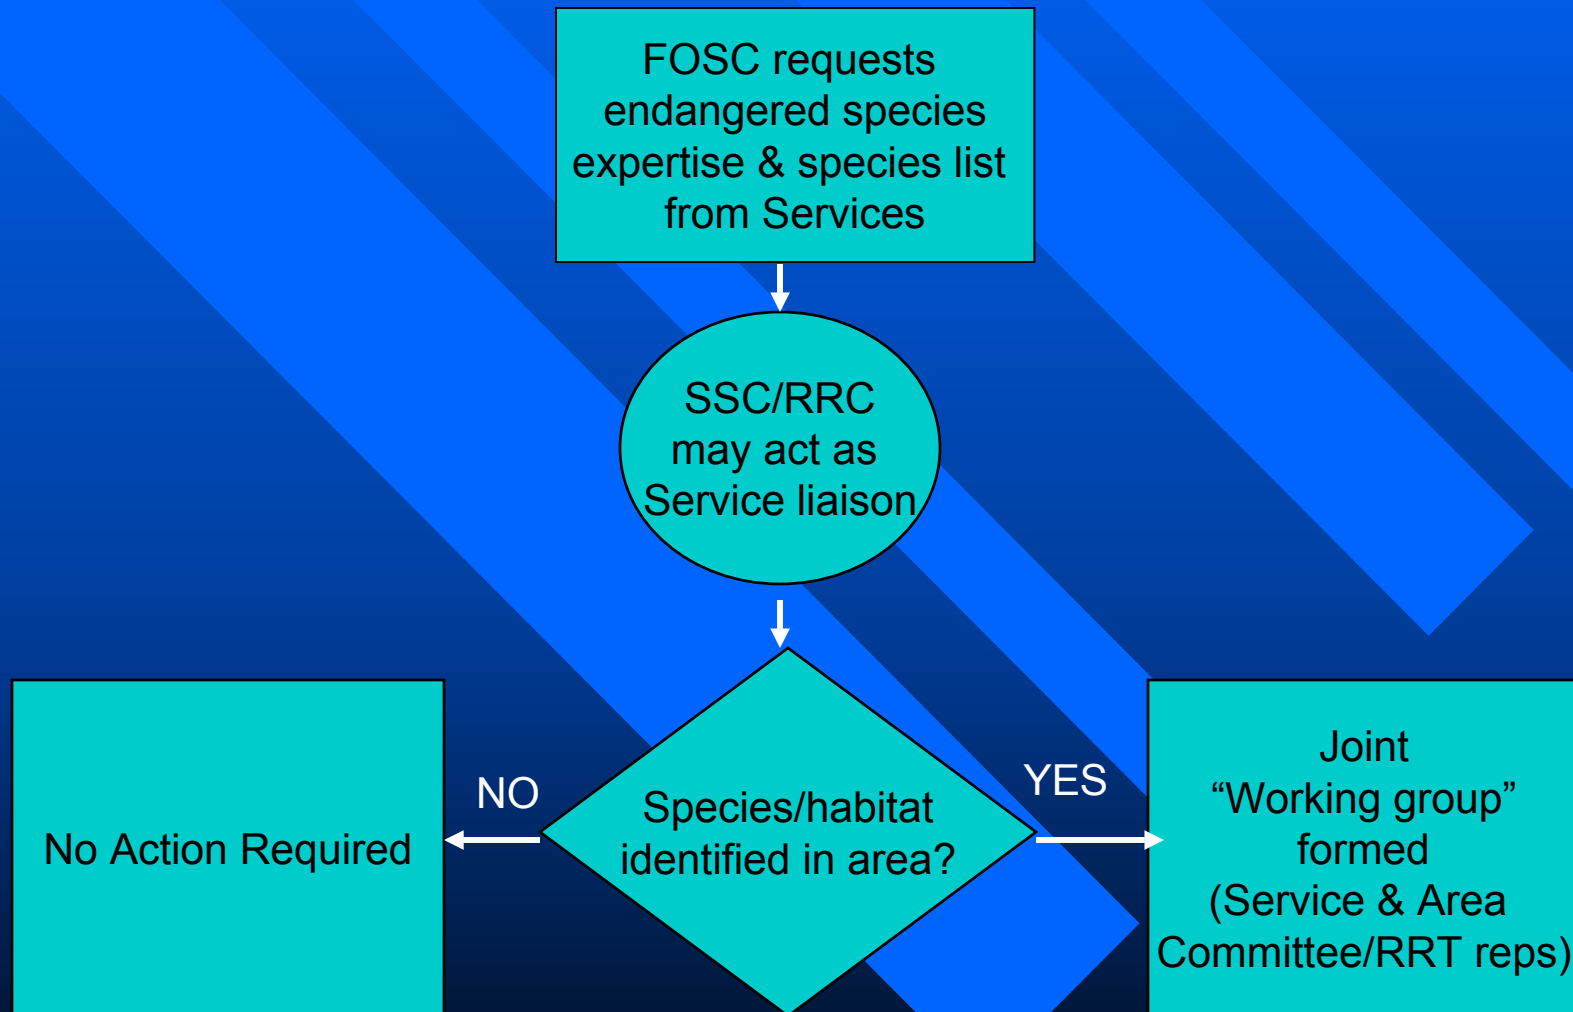 FOSC requests
endangered species
expertise & species list
from Services
SSC/RRC
may act as
Service liaison
NO
YES
No Action Required
Species/habitat
identified in area?
Joint
“Working group”
formed
(Service & Area
Committee/RRT reps)